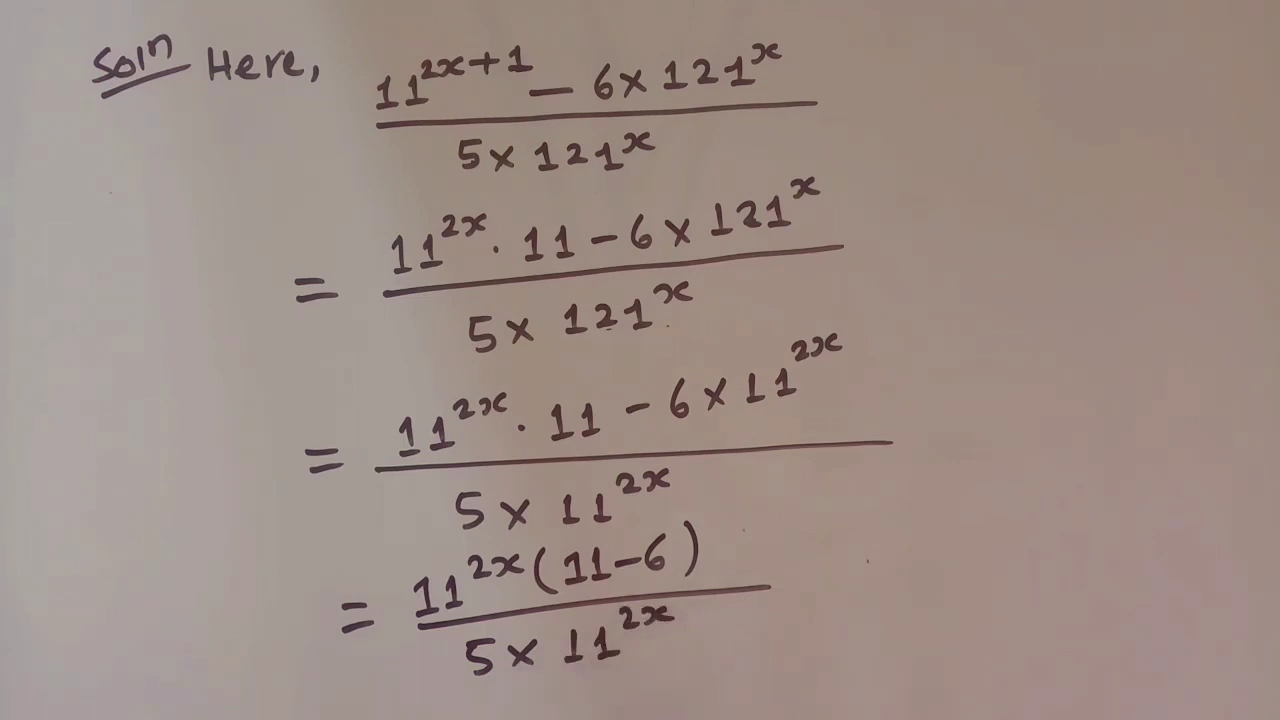 Soln Here,
11^{2x+1} - 6×121^x
5×121^x
= 11^{2x}·11-6×121^x
5×121^x
= 11^{2x}·11-6×11^{2x}
5×11^{2x}
= 11^{2x}(11-6)
5×11^{2x}